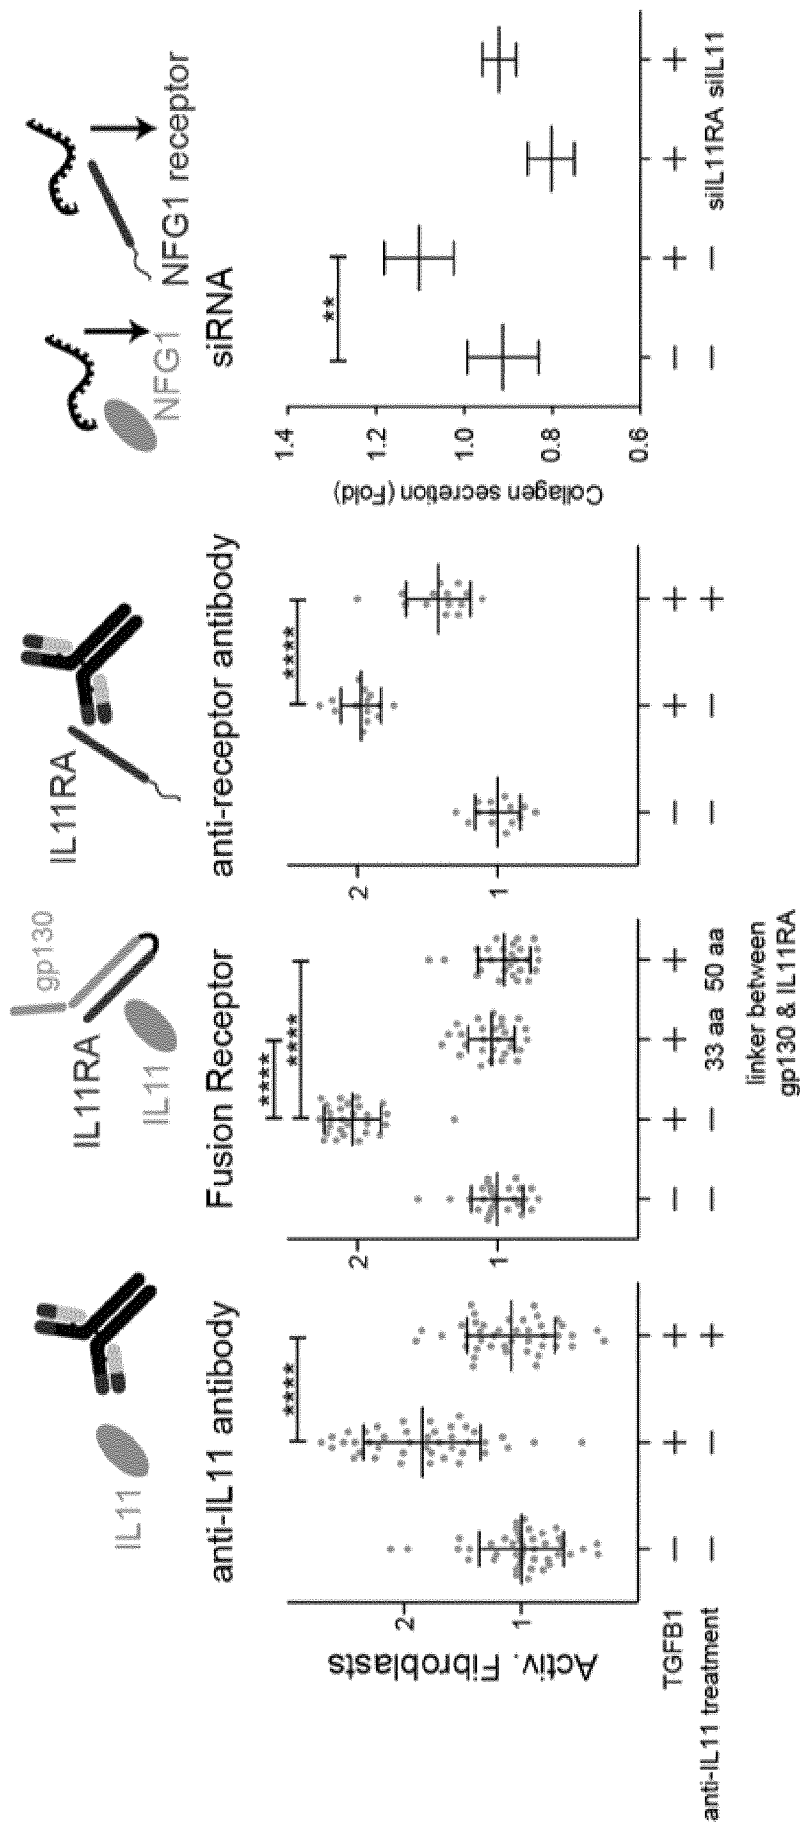 IL11
anti-IL11 antibody
Activ. Fibroblasts
2
1
****
TGFB1 − + +
anti-IL11 treatment − − +
IL11RA
gp130
IL11
Fusion Receptor
2
1
****
****
− + + +
− − 33 aa 50 aa
linker between
gp130 & IL11RA
IL11RA
anti-receptor antibody
2
1
****
− + +
− − +
NFG1
NFG1 receptor
siRNA
Collagen secretion (Fold)
1.4
1.2
1.0
0.8
0.6
**
− + + +
− − siIL11RA siIL11